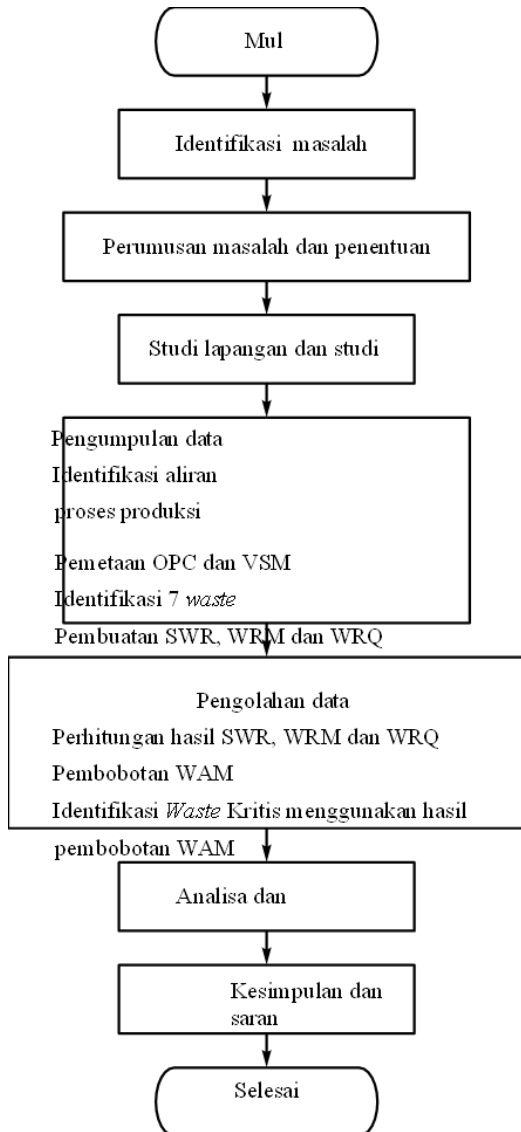 Mul
Identifikasi masalah
Perumusan masalah dan penentuan
Studi lapangan dan studi
Pengumpulan data
Identifikasi aliran
proses produksi
Pemetaan OPC dan VSM
Identifikasi 7 waste
Pembuatan SWR, WRM dan WRQ
Pengolahan data
Perhitungan hasil SWR, WRM dan WRQ
Pembobotan WAM
Identifikasi Waste Kritis menggunakan hasil
pembobotan WAM
Analisa dan
Kesimpulan dan
saran
Selesai